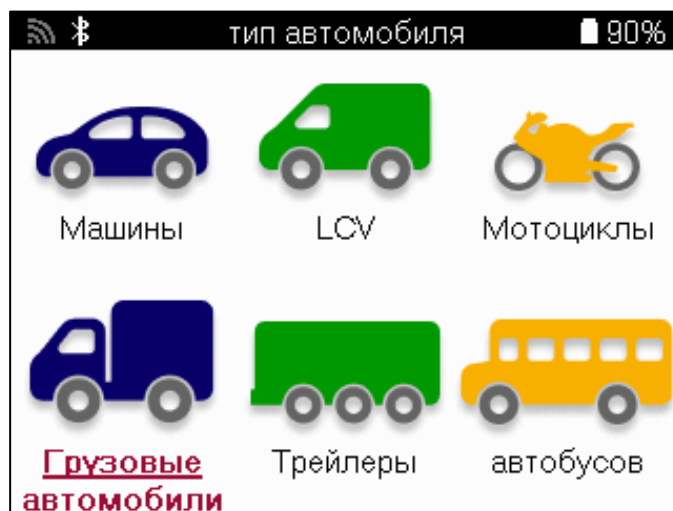 тип автомобиля 90%
Машины LCV Мотоциклы
Грузовые Трейлеры автобусов
автомобили